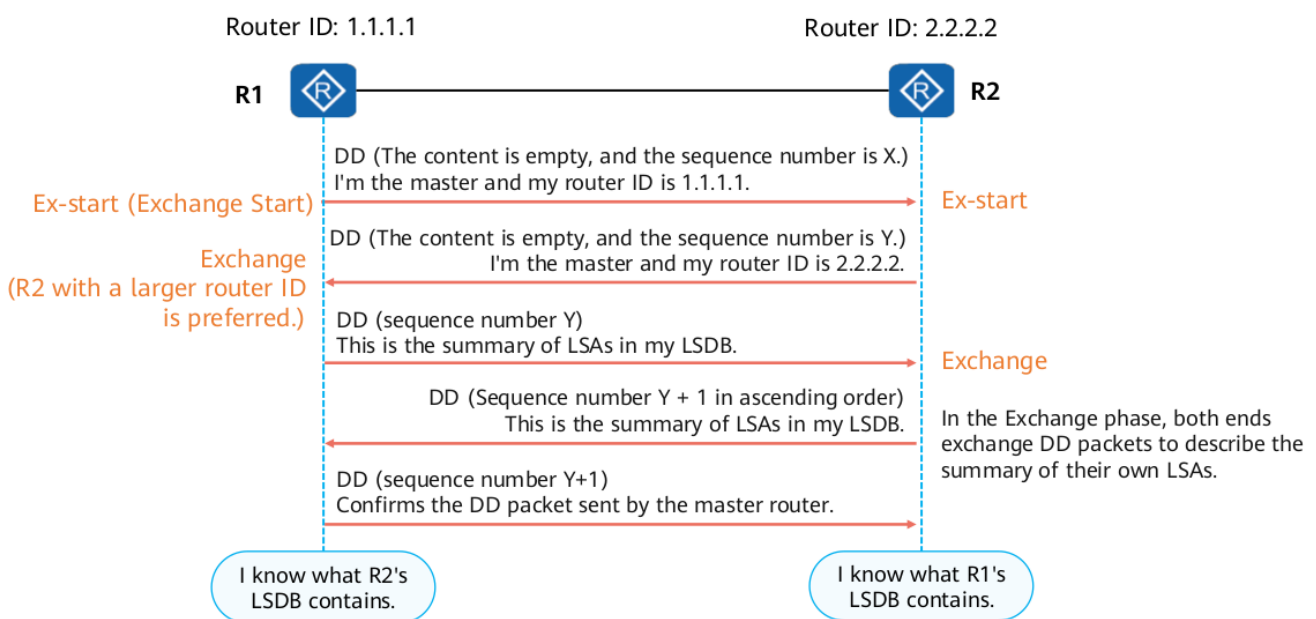 Router ID: 1.1.1.1
Router ID: 2.2.2.2
R1
R
R
R2
DD (The content is empty, and the sequence number is X.)
I'm the master and my router ID is 1.1.1.1.
Ex-start (Exchange Start)
Ex-start
DD (The content is empty, and the sequence number is Y.)
I'm the master and my router ID is 2.2.2.2.
Exchange
(R2 with a larger router ID
is preferred.)
DD (sequence number Y)
This is the summary of LSAs in my LSDB.
Exchange
DD (Sequence number Y + 1 in ascending order)
This is the summary of LSAs in my LSDB.
In the Exchange phase, both ends
exchange DD packets to describe the
summary of their own LSAs.
DD (sequence number Y+1)
Confirms the DD packet sent by the master router.
I know what R2's
LSDB contains.
I know what R1's
LSDB contains.